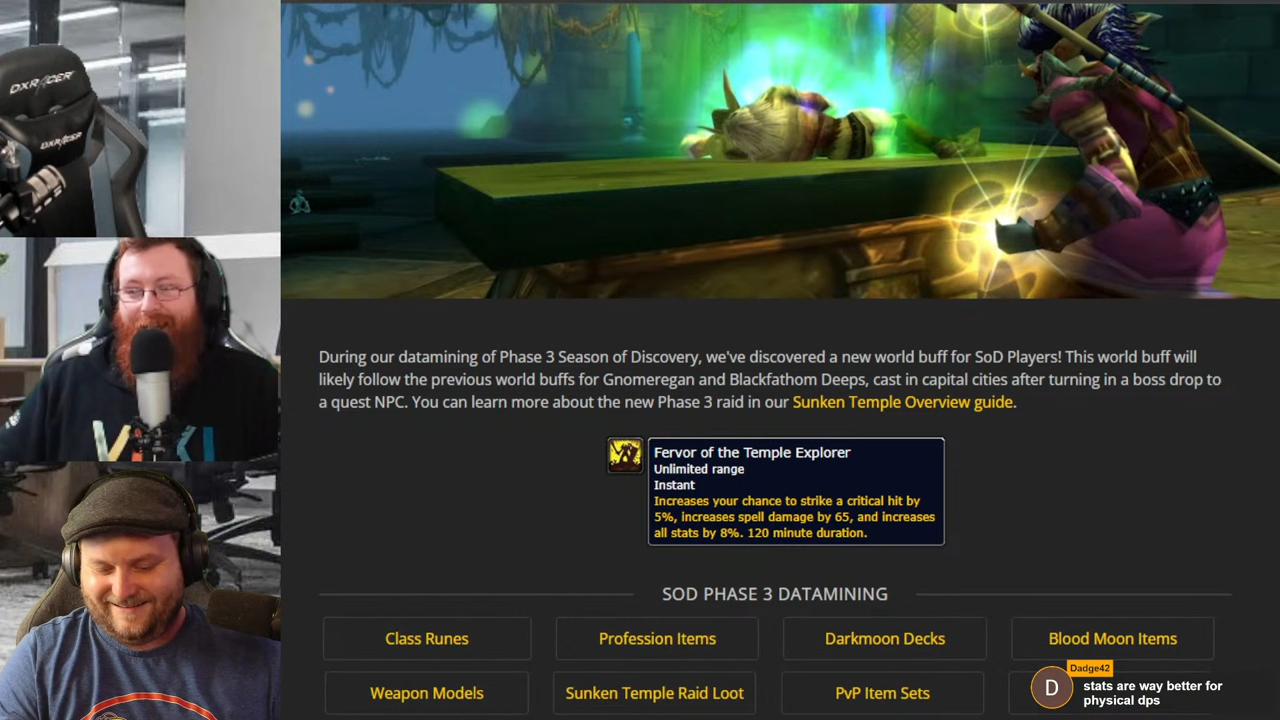 DXRACER
DXRACER
During our datamining of Phase 3 Season of Discovery, we've discovered a new world buff for SoD Players! This world buff will
likely follow the previous world buffs for Gnomeregan and Blackfathom Deeps, cast in capital cities after turning in a boss drop to
a quest NPC. You can learn more about the new Phase 3 raid in our Sunken Temple Overview guide.
Fervor of the Temple Explorer
Unlimited range
Instant
Increases your chance to strike a critical hit by
5%, increases spell damage by 65, and increases
all stats by 8%. 120 minute duration.
SOD PHASE 3 DATAMINING
Class Runes
Profession Items
Darkmoon Decks
Blood Moon Items
Weapon Models
Sunken Temple Raid Loot
PvP Item Sets
Dadge42
D
stats are way better for
physical dps